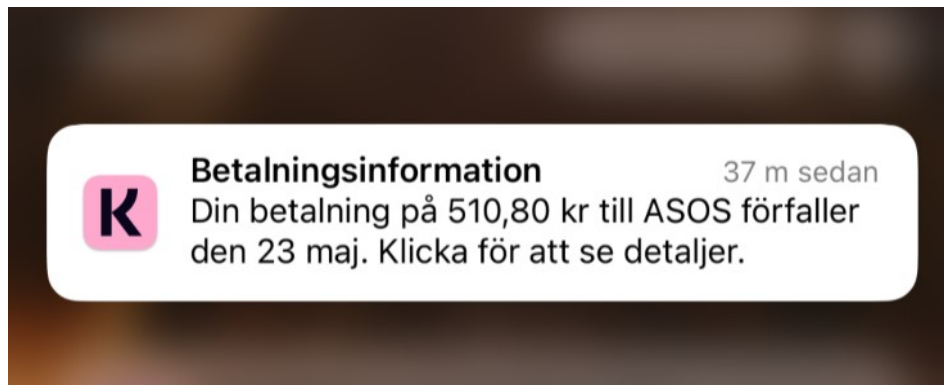 Betalningsinformation 37 m sedan
Din betalning på 510,80 kr till ASOS förfaller
den 23 maj. Klicka för att se detaljer.